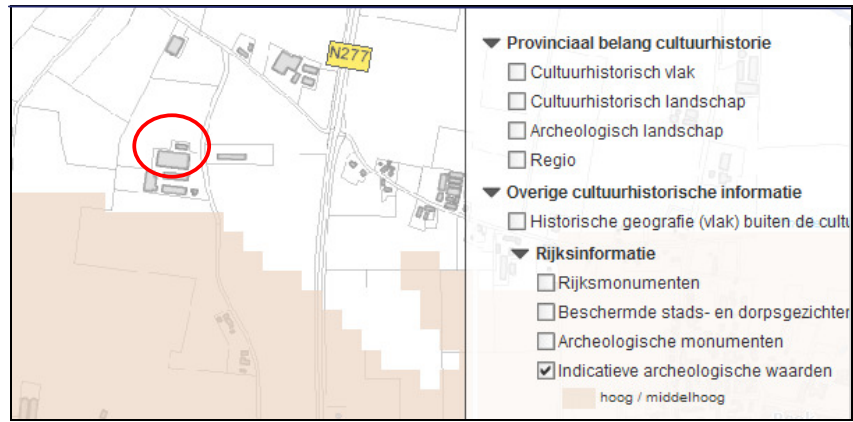 N277
Provinciaal belang cultuurhistorie
Cultuurhistorisch vlak
Cultuurhistorisch landschap
Archeologisch landschap
Regio
Overige cultuurhistorische informatie
Historische geografie (vlak) buiten de cultu
Rijksinformatie
Rijksmonumenten
Beschermde stads- en dorpsgezichten
Archeologische monumenten
Indicatieve archeologische waarden
hoog / middelhoog